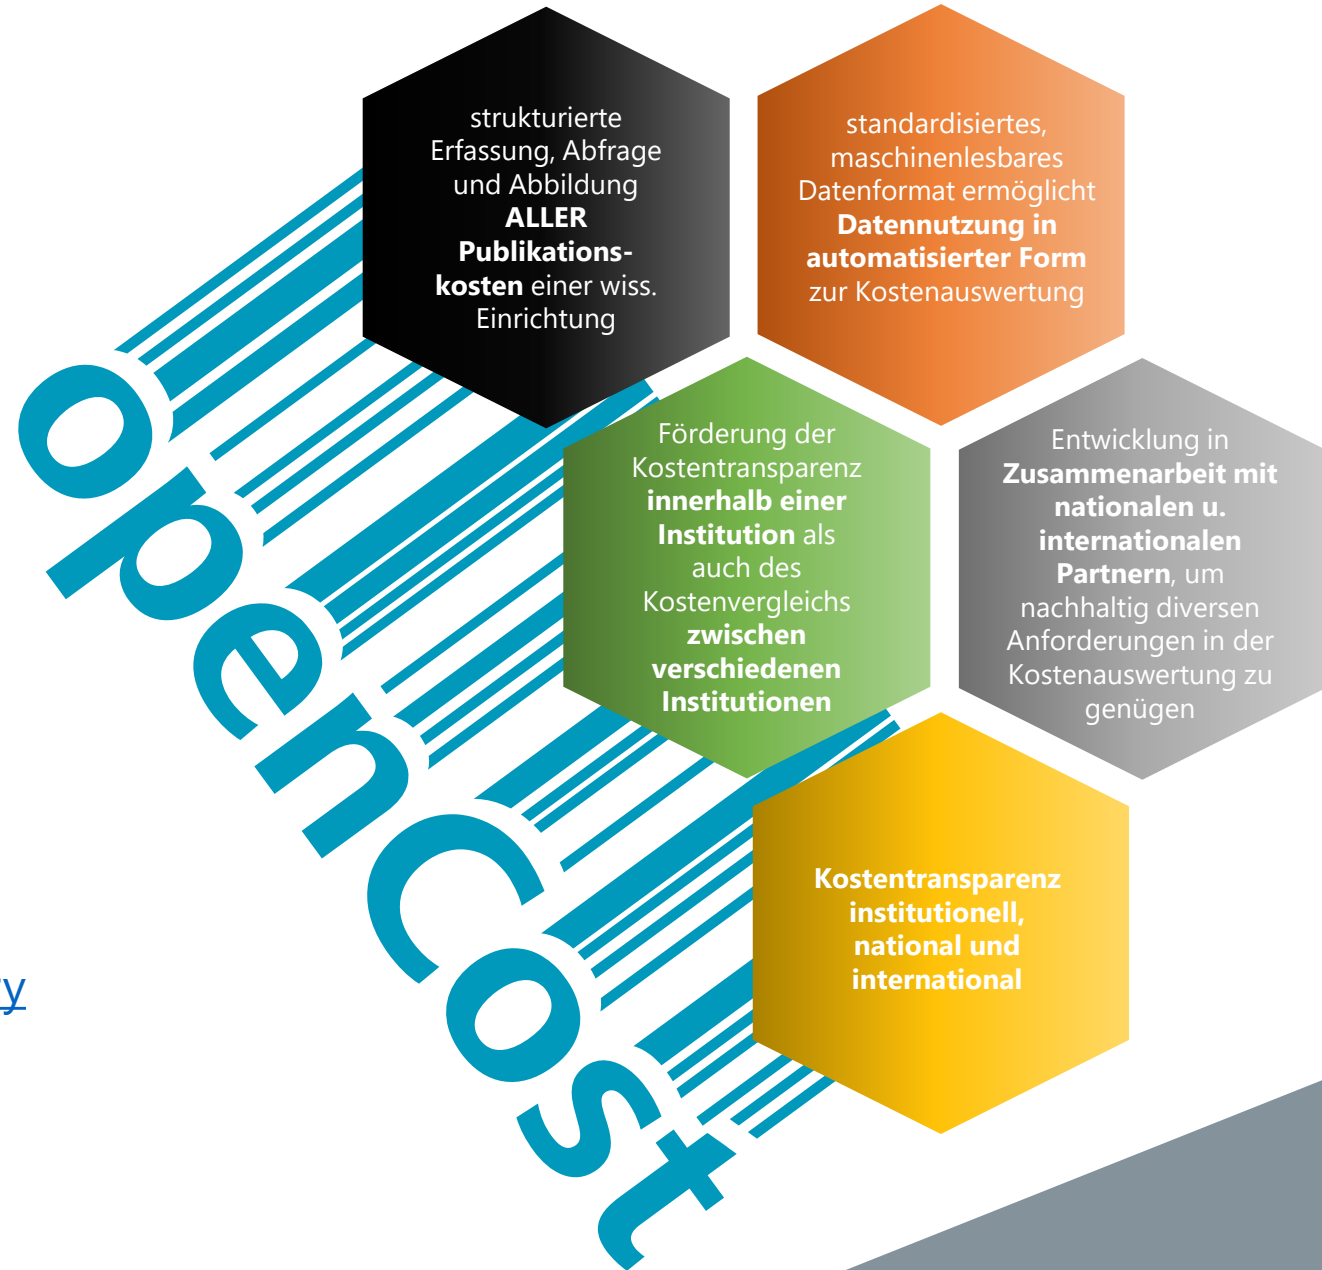 strukturierte
Erfassung, Abfrage
und Abbildung
ALLER
Publikations-
kosten einer wiss.
Einrichtung
standardisiertes,
maschinenlesbares
Datenformat ermöglicht
Datennutzung in
automatisierter Form
zur Kostenauswertung
Förderung der
Kostentransparenz
innerhalb einer
Institution als
auch des
Kostenvergleichs
zwischen
verschiedenen
Institutionen
Entwicklung in
Zusammenarbeit mit
nationalen u.
internationalen
Partnern, um
nachhaltig diversen
Anforderungen in der
Kostenauswertung zu
genügen
Kostentransparenz
institutionell,
national und
international
openCost